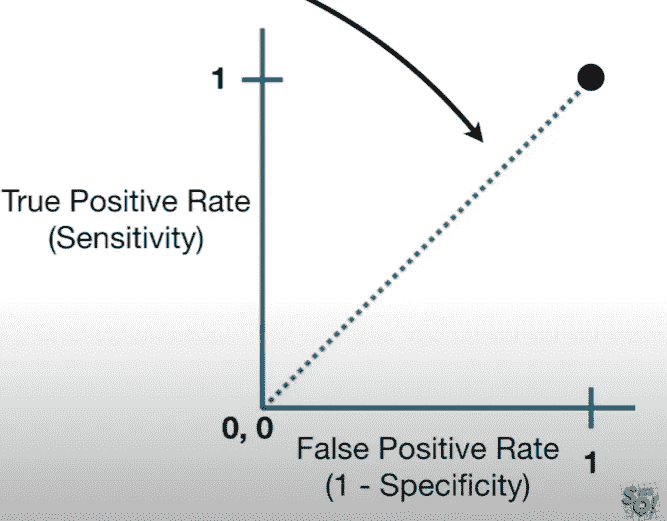 1
True Positive Rate
(Sensitivity)
0, 0
False Positive Rate
(1 - Specificity)
1